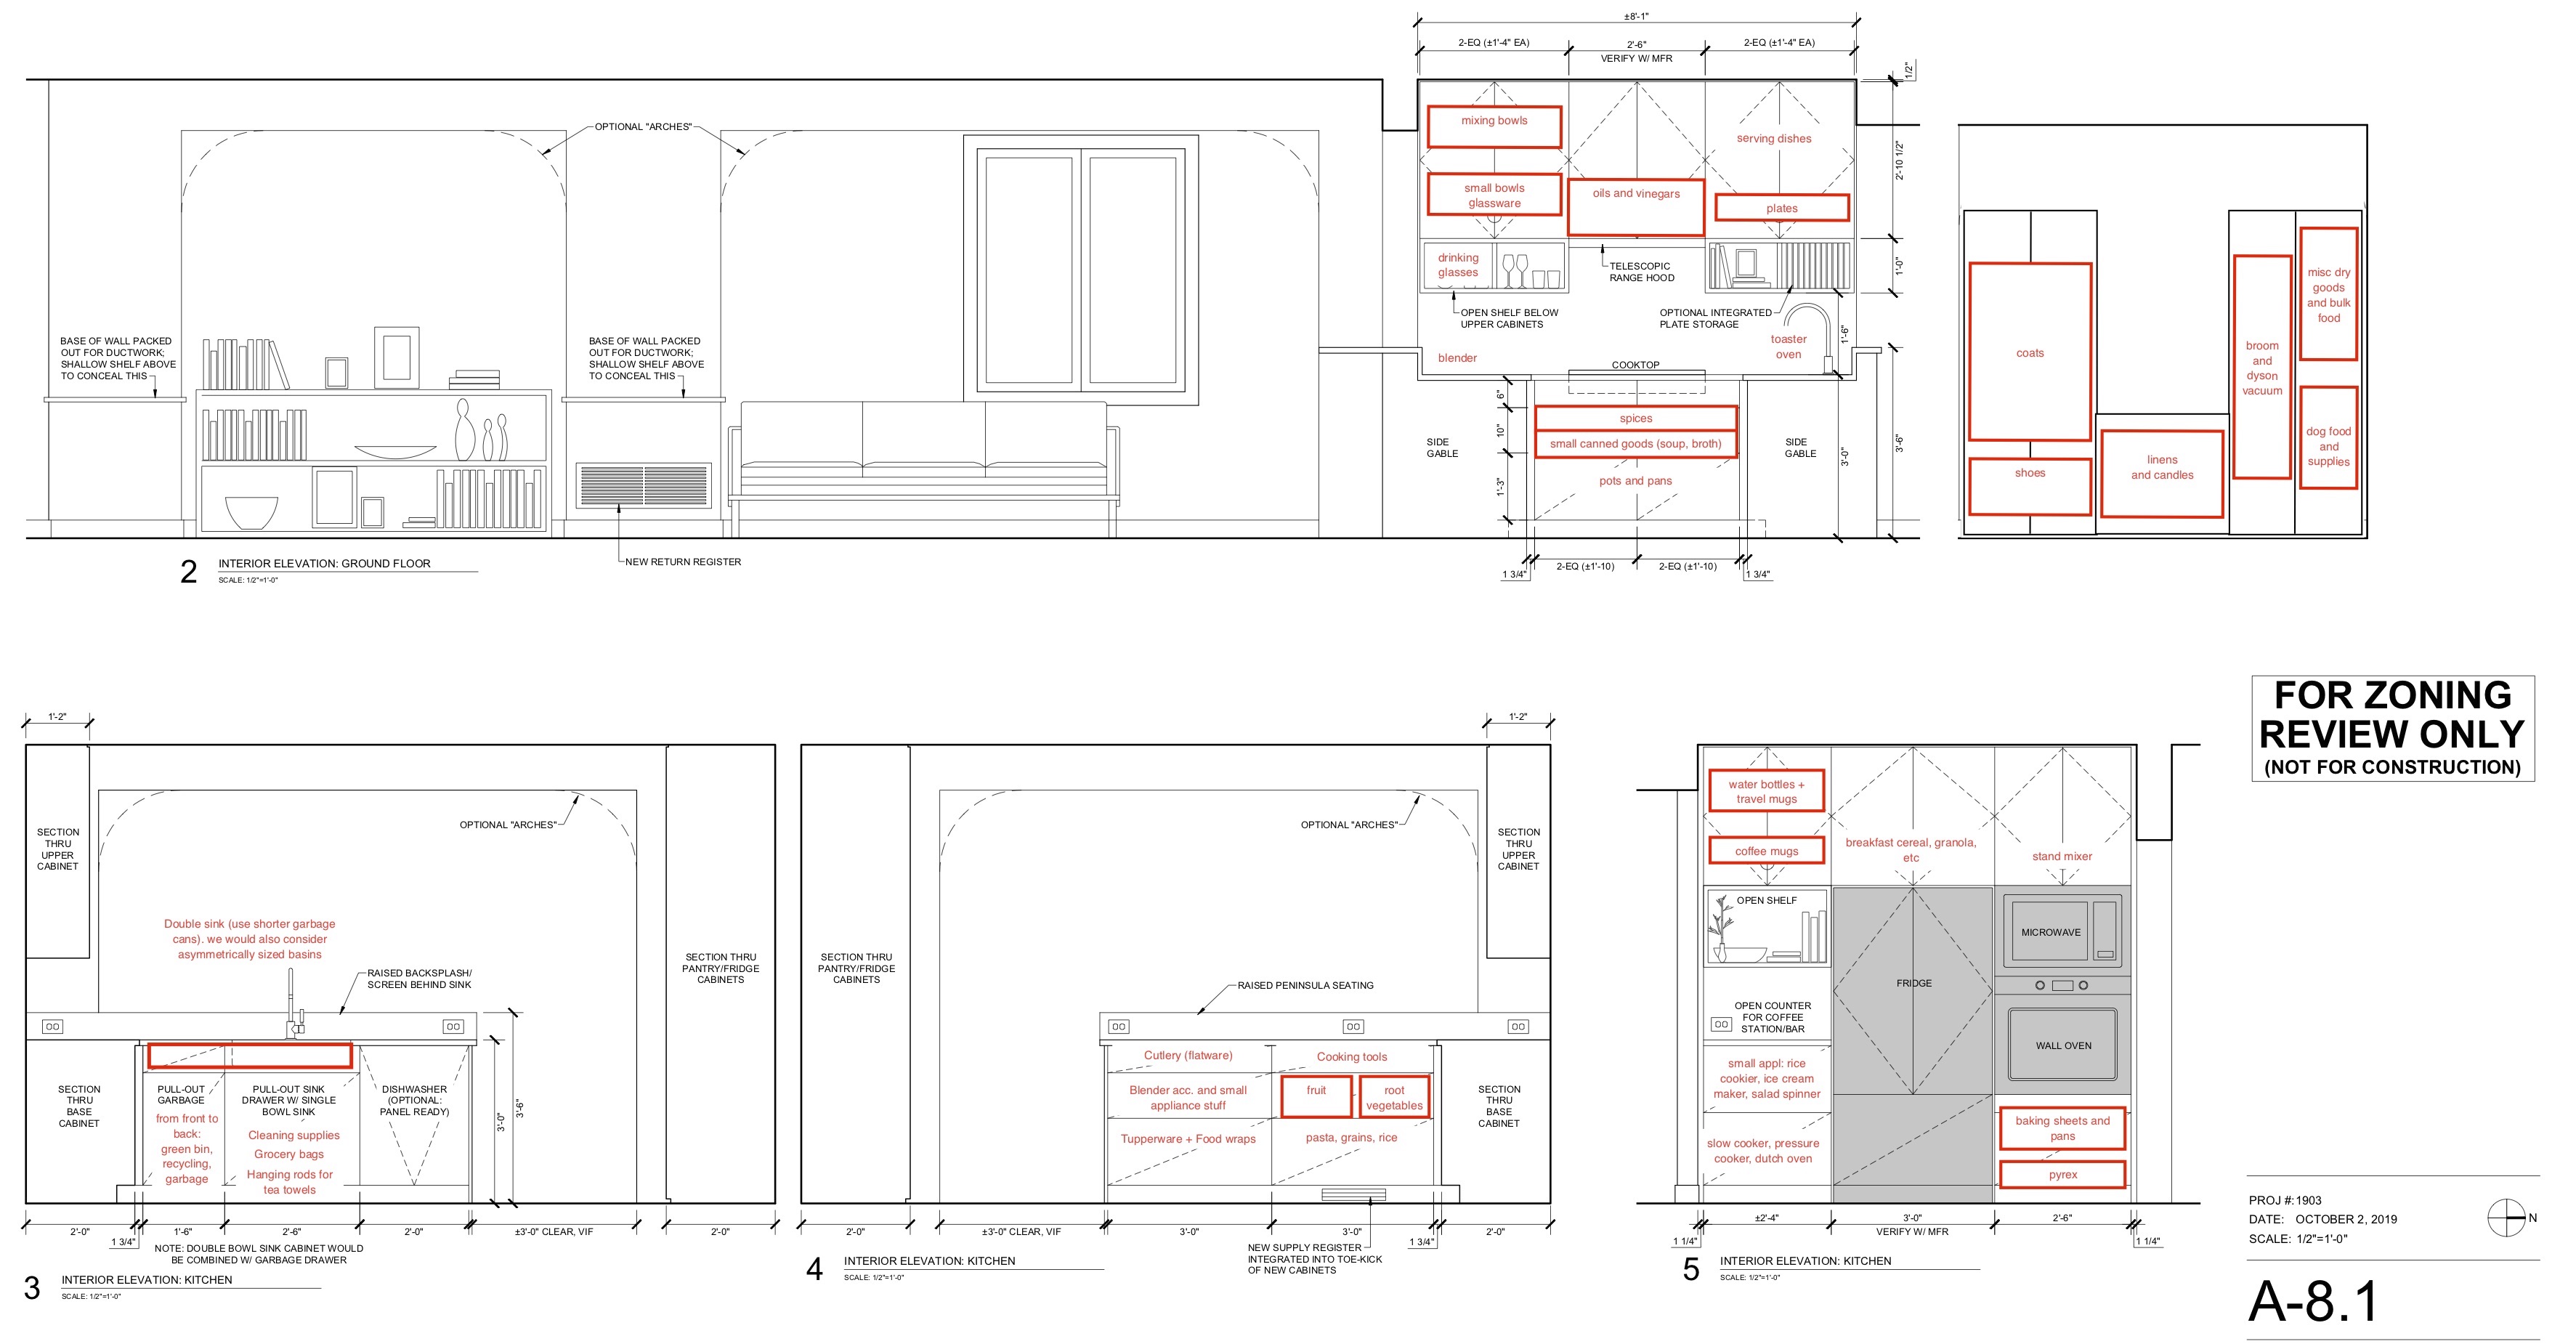 ±8'-1"
2-EQ (±1'-4" EA)
2'-6"
VERIFY W/ MFR
2-EQ (±1'-4" EA)
1/2"
OPTIONAL "ARCHES"
mixing bowls
serving dishes
small bowls
glassware
oils and vinegars
plates
2'-10 1/2"
drinking
glasses
TELESCOPIC
RANGE HOOD
1'-0"
OPEN SHELF BELOW
UPPER CABINETS
OPTIONAL INTEGRATED
PLATE STORAGE
toaster
oven
1'-6"
blender
COOKTOP
BASE OF WALL PACKED
OUT FOR DUCTWORK;
SHALLOW SHELF ABOVE
TO CONCEAL THIS
BASE OF WALL PACKED
OUT FOR DUCTWORK;
SHALLOW SHELF ABOVE
TO CONCEAL THIS
6"
10"
1'-3"
spices
small canned goods (soup, broth)
pots and pans
SIDE
GABLE
SIDE
GABLE
3'-0"
3'-6"
coats
shoes
linens
and candles
broom
and
dyson
vacuum
misc dry
goods
and bulk
food
dog food
and
supplies
NEW RETURN REGISTER
1 3/4"
2-EQ (±1'-10)
2-EQ (±1'-10)
1 3/4"
2
INTERIOR ELEVATION: GROUND FLOOR
SCALE: 1/2"=1'-0"
FOR ZONING
REVIEW ONLY
(NOT FOR CONSTRUCTION)
1'-2"
SECTION
THRU
UPPER
CABINET
OPTIONAL "ARCHES"
Double sink (use shorter garbage
cans). we would also consider
asymmetrically sized basins
RAISED BACKSPLASH/
SCREEN BEHIND SINK
SECTION THRU
PANTRY/FRIDGE
CABINETS
SECTION
THRU
BASE
CABINET
PULL-OUT
GARBAGE
from front to
back:
green bin,
recycling,
garbage
PULL-OUT SINK
DRAWER W/ SINGLE
BOWL SINK
Cleaning supplies
Grocery bags
Hanging rods for
tea towels
DISHWASHER
(OPTIONAL:
PANEL READY)
3'-0"
3'-6"
2'-0"
1 3/4"
1'-6"
2'-6"
2'-0"
±3'-0" CLEAR, VIF
2'-0"
NOTE: DOUBLE BOWL SINK CABINET WOULD
BE COMBINED W/ GARBAGE DRAWER
3
INTERIOR ELEVATION: KITCHEN
SCALE: 1/2"=1'-0"
1'-2"
OPTIONAL "ARCHES"
SECTION
THRU
UPPER
CABINET
SECTION THRU
PANTRY/FRIDGE
CABINETS
RAISED PENINSULA SEATING
Cutlery (flatware)
Cooking tools
Blender acc. and small
appliance stuff
fruit
root
vegetables
Tupperware + Food wraps
pasta, grains, rice
SECTION
THRU
BASE
CABINET
2'-0"
±3'-0" CLEAR, VIF
3'-0"
3'-0"
1 3/4"
2'-0"
NEW SUPPLY REGISTER
INTEGRATED INTO TOE-KICK
OF NEW CABINETS
4
INTERIOR ELEVATION: KITCHEN
SCALE: 1/2"=1'-0"
water bottles +
travel mugs
coffee mugs
breakfast cereal, granola,
etc
stand mixer
OPEN SHELF
MICROWAVE
FRIDGE
OPEN COUNTER
FOR COFFEE
STATION/BAR
WALL OVEN
small appl: rice
cookier, ice cream
maker, salad spinner
slow cooker, pressure
cooker, dutch oven
baking sheets and
pans
pyrex
±2'-4"
3'-0"
VERIFY W/ MFR
2'-6"
1 1/4"
1 1/4"
5
INTERIOR ELEVATION: KITCHEN
SCALE: 1/2"=1'-0"
PROJ #: 1903
DATE: OCTOBER 2, 2019
SCALE: 1/2"=1'-0"
N
A-8.1